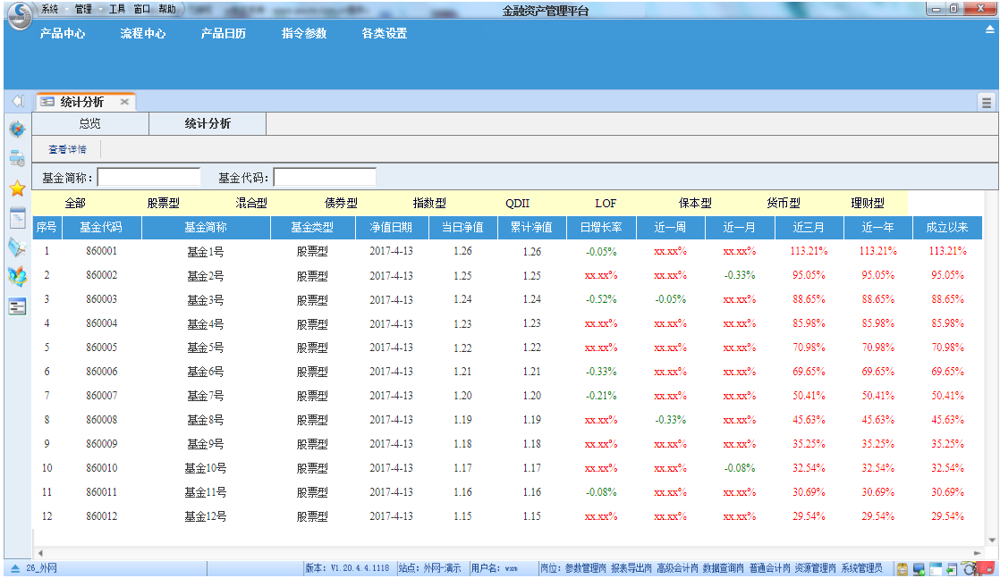 系统 管理 工具 窗口 帮助 金融资产管理平台
产品中心 流程中心 产品日历 指令参数 各类设置
统计分析
总览 统计分析
查看详情
基金简称： 基金代码：
全部 股票型 混合型 债券型 指数型 QDII LOF 保本型 货币型 理财型
序号 基金代码 基金简称 基金类型 净值日期 当日净值 累计净值 日增长率 近一周 近一月 近三月 近一年 成立以来
1 860001 基金1号 股票型 2017-4-13 1.26 1.26 -0.05% xx.xx% xx.xx% 113.21% 113.21% 113.21%
2 860002 基金2号 股票型 2017-4-13 1.25 1.25 xx.xx% xx.xx% -0.33% 95.05% 95.05% 95.05%
3 860003 基金3号 股票型 2017-4-13 1.24 1.24 -0.52% -0.05% xx.xx% 88.65% 88.65% 88.65%
4 860004 基金4号 股票型 2017-4-13 1.23 1.23 xx.xx% xx.xx% xx.xx% 85.98% 85.98% 85.98%
5 860005 基金5号 股票型 2017-4-13 1.22 1.22 xx.xx% xx.xx% xx.xx% 70.98% 70.98% 70.98%
6 860006 基金6号 股票型 2017-4-13 1.21 1.21 -0.33% xx.xx% xx.xx% 69.65% 69.65% 69.65%
7 860007 基金7号 股票型 2017-4-13 1.20 1.20 -0.21% xx.xx% xx.xx% 50.41% 50.41% 50.41%
8 860008 基金8号 股票型 2017-4-13 1.19 1.19 xx.xx% -0.33% xx.xx% 45.63% 45.63% 45.63%
9 860009 基金9号 股票型 2017-4-13 1.18 1.18 xx.xx% xx.xx% xx.xx% 35.25% 35.25% 35.25%
10 860010 基金10号 股票型 2017-4-13 1.17 1.17 xx.xx% xx.xx% -0.08% 32.54% 32.54% 32.54%
11 860011 基金11号 股票型 2017-4-13 1.16 1.16 -0.08% xx.xx% xx.xx% 30.69% 30.69% 30.69%
12 860012 基金12号 股票型 2017-4-13 1.15 1.15 xx.xx% xx.xx% xx.xx% 29.54% 29.54% 29.54%
26_外网 版本：V1.20.4.4.1118 站点：外网-演示 用户名：vxm 岗位：参数管理岗 报表导出岗 高级会计岗 数据查询岗 普通会计岗 资源管理岗 系统管理员